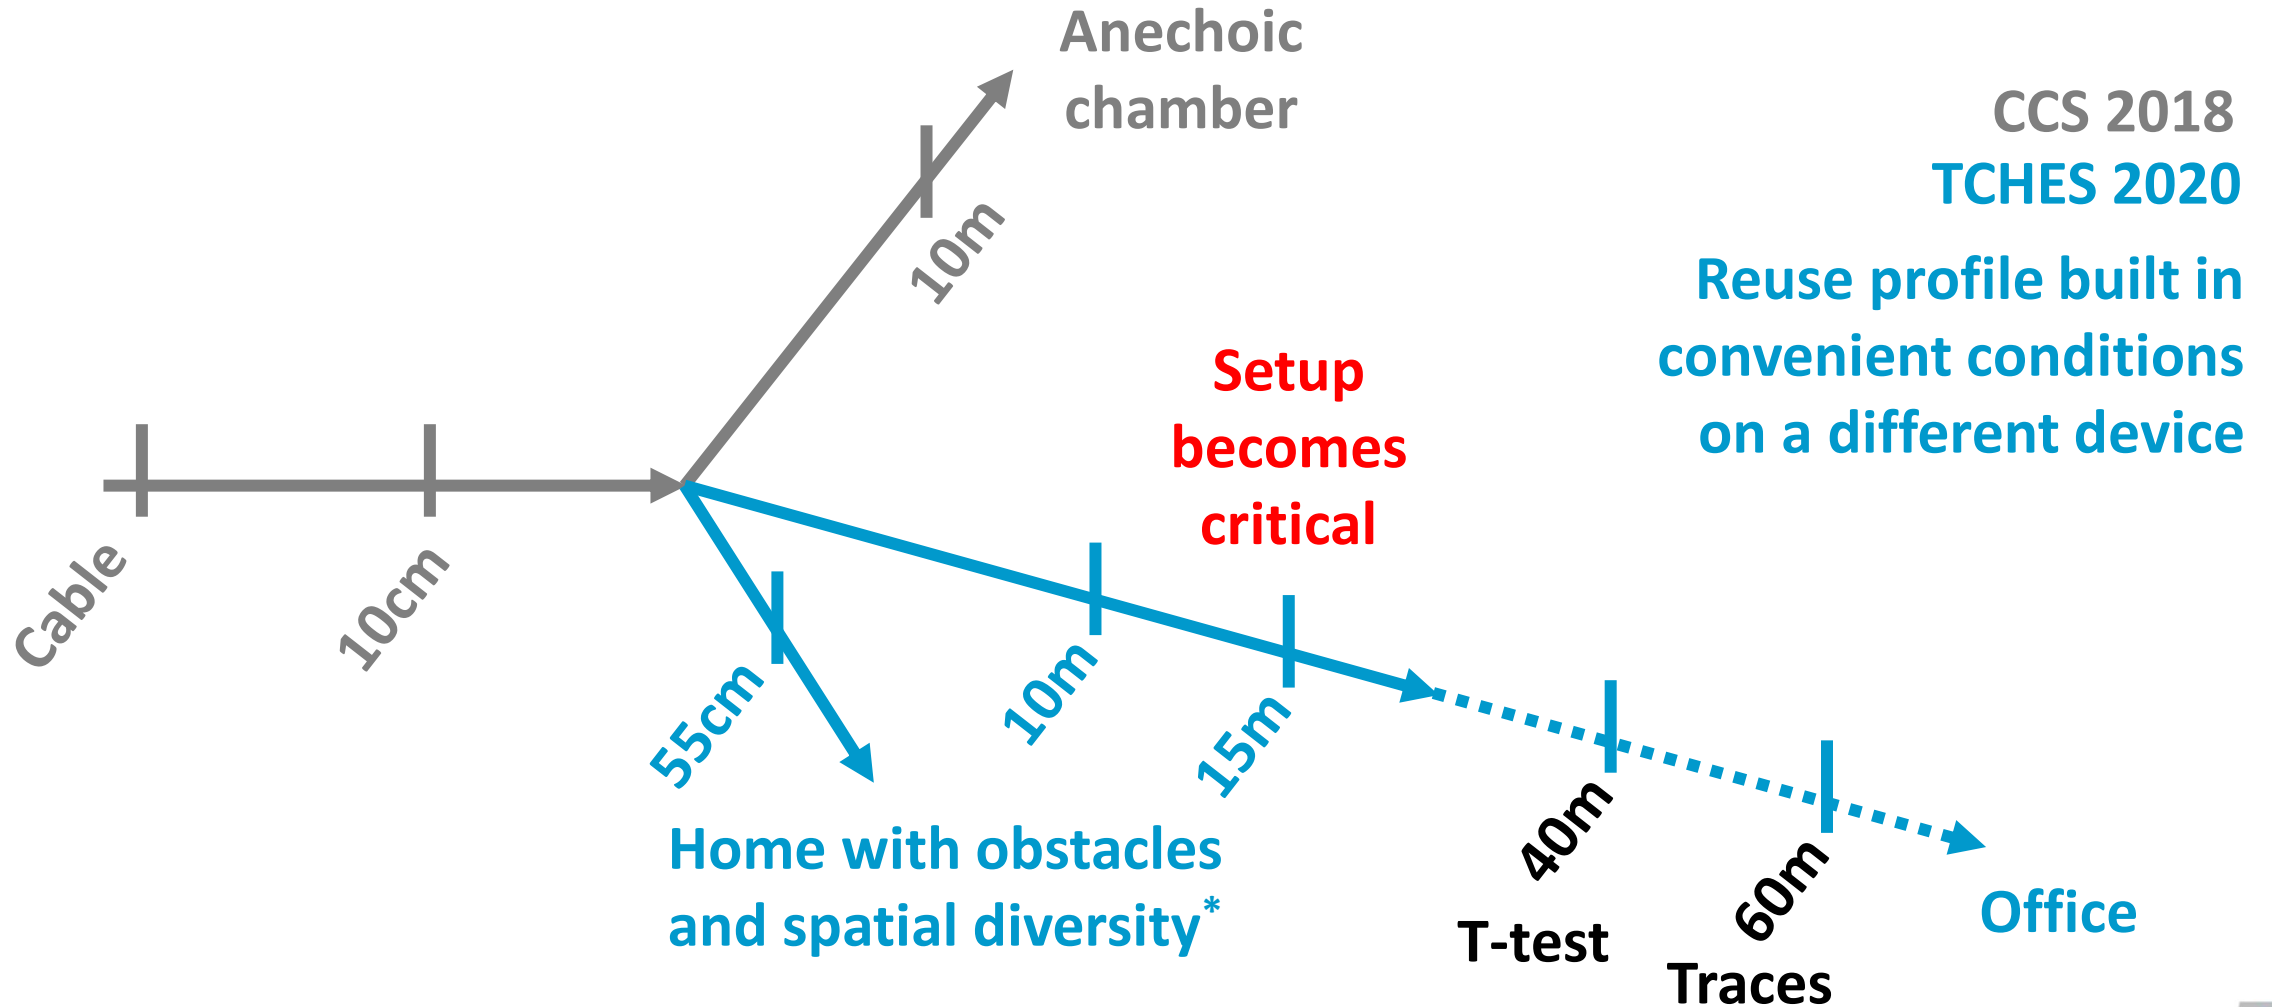 Anechoic
chamber
10m
CCS 2018
TCHES 2020
Reuse profile built in
convenient conditions
on a different device
Setup
becomes
critical
Cable
10cm
55cm
10m
15m
40m
60m
Home with obstacles
and spatial diversity*
T-test
Traces
Office